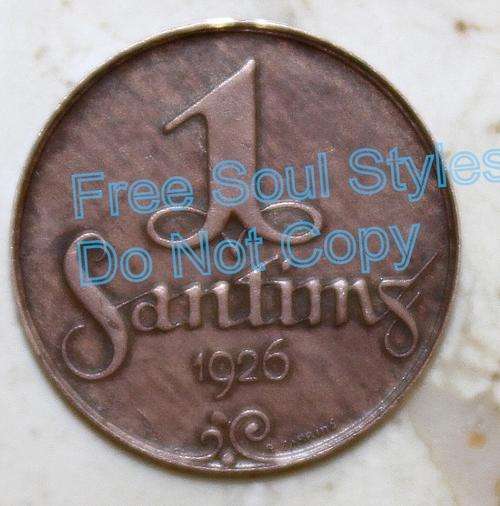 1
Free Soul Styles
Do Not Copy
Santims
1926